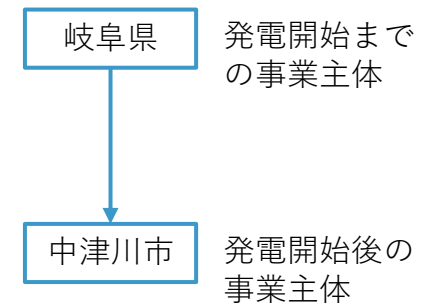 岐阜県
発電開始まで
の事業主体
中津川市
発電開始後の
事業主体